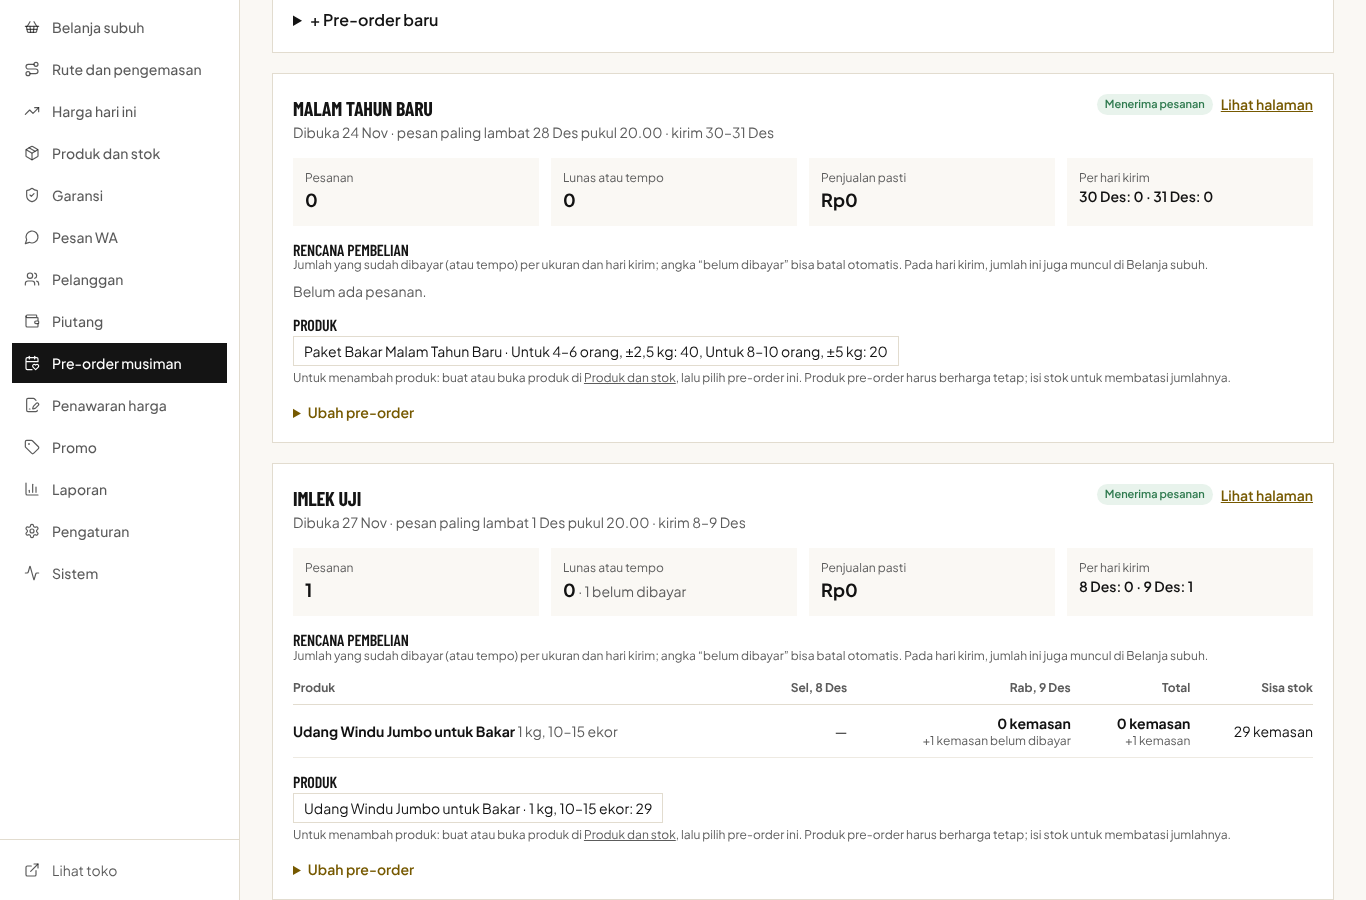 Belanja subuh
Rute dan pengemasan
Harga hari ini
Produk dan stok
Garansi
Pesan WA
Pelanggan
Piutang
Pre-order musiman
Penawaran harga
Promo
Laporan
Pengaturan
Sistem
Lihat toko
+ Pre-order baru
MALAM TAHUN BARU
Menerima pesanan Lihat halaman
Dibuka 24 Nov · pesan paling lambat 28 Des pukul 20.00 · kirim 30–31 Des
Pesanan
0
Lunas atau tempo
0
Penjualan pasti
Rp0
Per hari kirim
30 Des: 0 · 31 Des: 0
RENCANA PEMBELIAN
Jumlah yang sudah dibayar (atau tempo) per ukuran dan hari kirim; angka “belum dibayar” bisa batal otomatis. Pada hari kirim, jumlah ini juga muncul di Belanja subuh.
Belum ada pesanan.
PRODUK
Paket Bakar Malam Tahun Baru · Untuk 4–6 orang, ±2,5 kg: 40, Untuk 8–10 orang, ±5 kg: 20
Untuk menambah produk: buat atau buka produk di Produk dan stok, lalu pilih pre-order ini. Produk pre-order harus berharga tetap; isi stok untuk membatasi jumlahnya.
Ubah pre-order
IMLEK UJI
Menerima pesanan Lihat halaman
Dibuka 27 Nov · pesan paling lambat 1 Des pukul 20.00 · kirim 8–9 Des
Pesanan
1
Lunas atau tempo
0 · 1 belum dibayar
Penjualan pasti
Rp0
Per hari kirim
8 Des: 0 · 9 Des: 1
RENCANA PEMBELIAN
Jumlah yang sudah dibayar (atau tempo) per ukuran dan hari kirim; angka “belum dibayar” bisa batal otomatis. Pada hari kirim, jumlah ini juga muncul di Belanja subuh.
Produk Sel, 8 Des Rab, 9 Des Total Sisa stok
Udang Windu Jumbo untuk Bakar 1 kg, 10–15 ekor — 0 kemasan 0 kemasan 29 kemasan
+1 kemasan belum dibayar +1 kemasan
PRODUK
Udang Windu Jumbo untuk Bakar · 1 kg, 10–15 ekor: 29
Untuk menambah produk: buat atau buka produk di Produk dan stok, lalu pilih pre-order ini. Produk pre-order harus berharga tetap; isi stok untuk membatasi jumlahnya.
Ubah pre-order